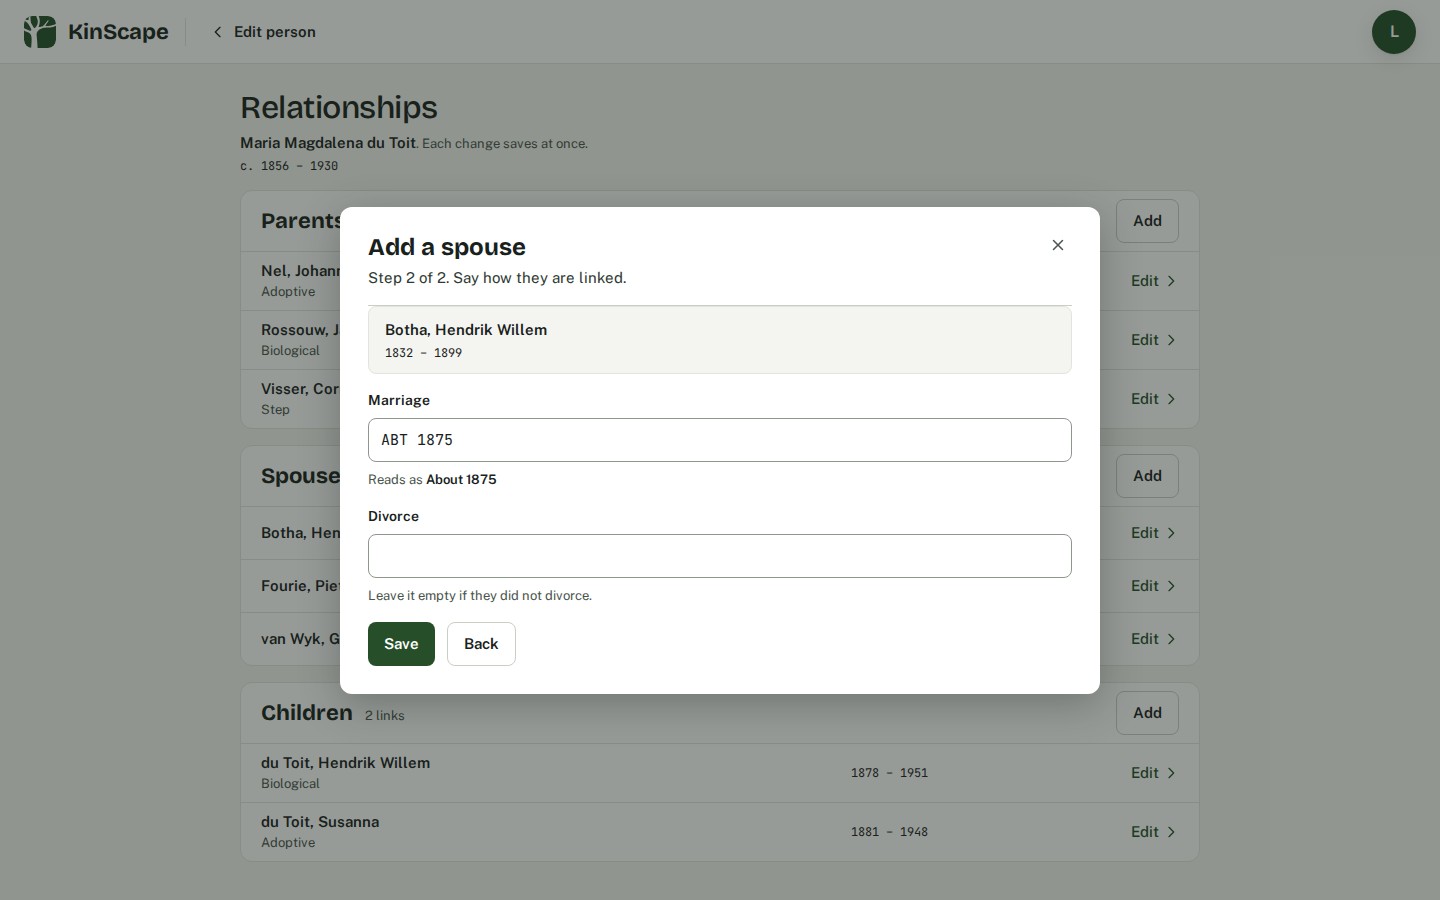 KinScape
Edit person
L
Relationships
Maria Magdalena du Toit. Each change saves at once.
c. 1856 – 1930
Parents
Add
Nel, Johann
Adoptive
Edit
Rossouw, J
Biological
Edit
Visser, Cor
Step
Edit
Spouse
Add
Botha, Hen
Edit
Fourie, Piet
Edit
van Wyk, G
Edit
Add a spouse
Step 2 of 2. Say how they are linked.
Botha, Hendrik Willem
1832 – 1899
Marriage
ABT 1875
Reads as About 1875
Divorce
Leave it empty if they did not divorce.
Save Back
Children 2 links
Add
du Toit, Hendrik Willem
Biological
1878 – 1951
Edit
du Toit, Susanna
Adoptive
1881 – 1948
Edit